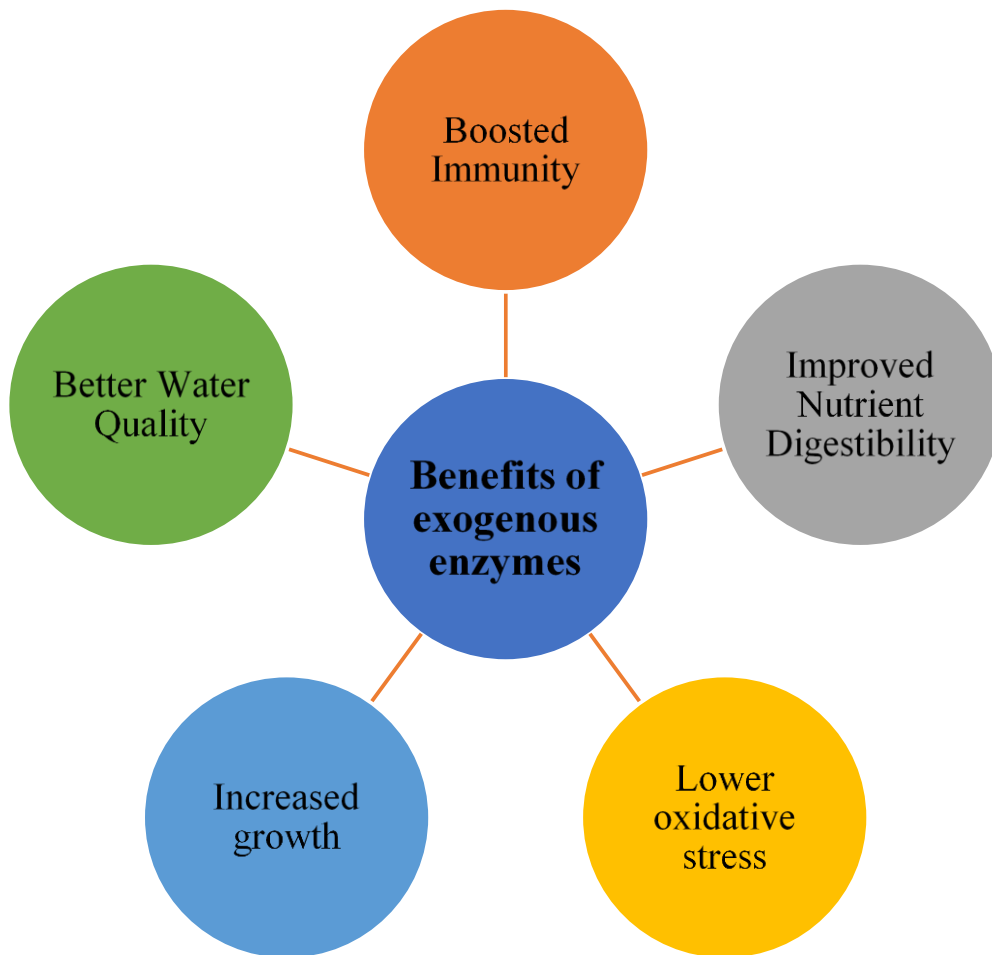 Boosted
Immunity
Better Water
Quality
Improved
Nutrient
Digestibility
Benefits of
exogenous
enzymes
Increased
growth
Lower
oxidative
stress